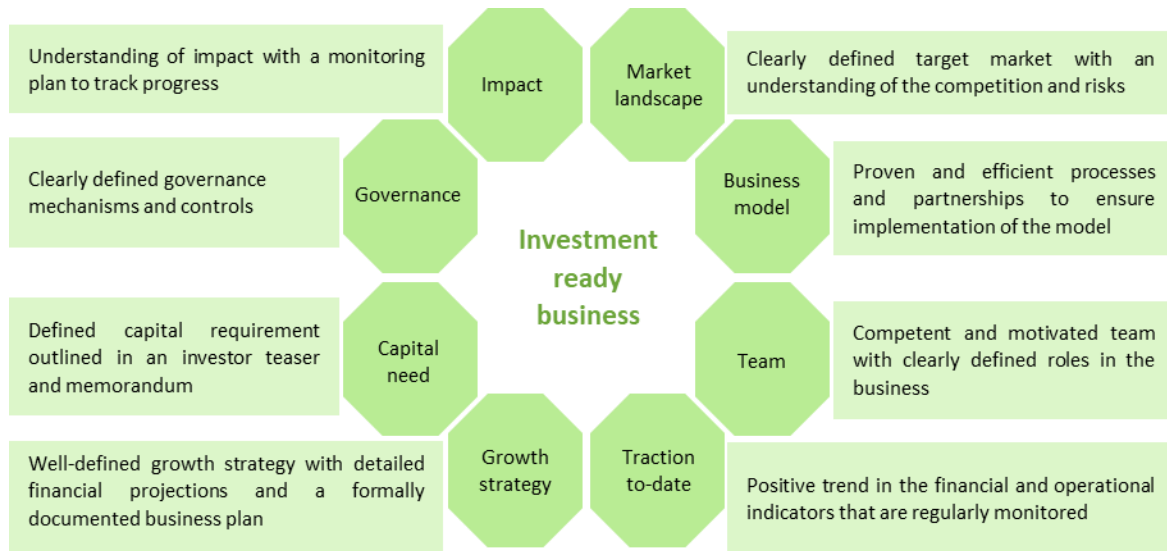 Understanding of impact with a monitoring
plan to track progress
Impact
Market
landscape
Clearly defined target market with an
understanding of the competition and risks
Clearly defined governance
mechanisms and controls
Governance
Business
model
Proven and efficient processes
and partnerships to ensure
implementation of the model
Investment
ready
business
Defined capital requirement
outlined in an investor teaser
and memorandum
Capital
need
Team
Competent and motivated team
with clearly defined roles in the
business
Well-defined growth strategy with detailed
financial projections and a formally
documented business plan
Growth
strategy
Traction
to-date
Positive trend in the financial and operational
indicators that are regularly monitored